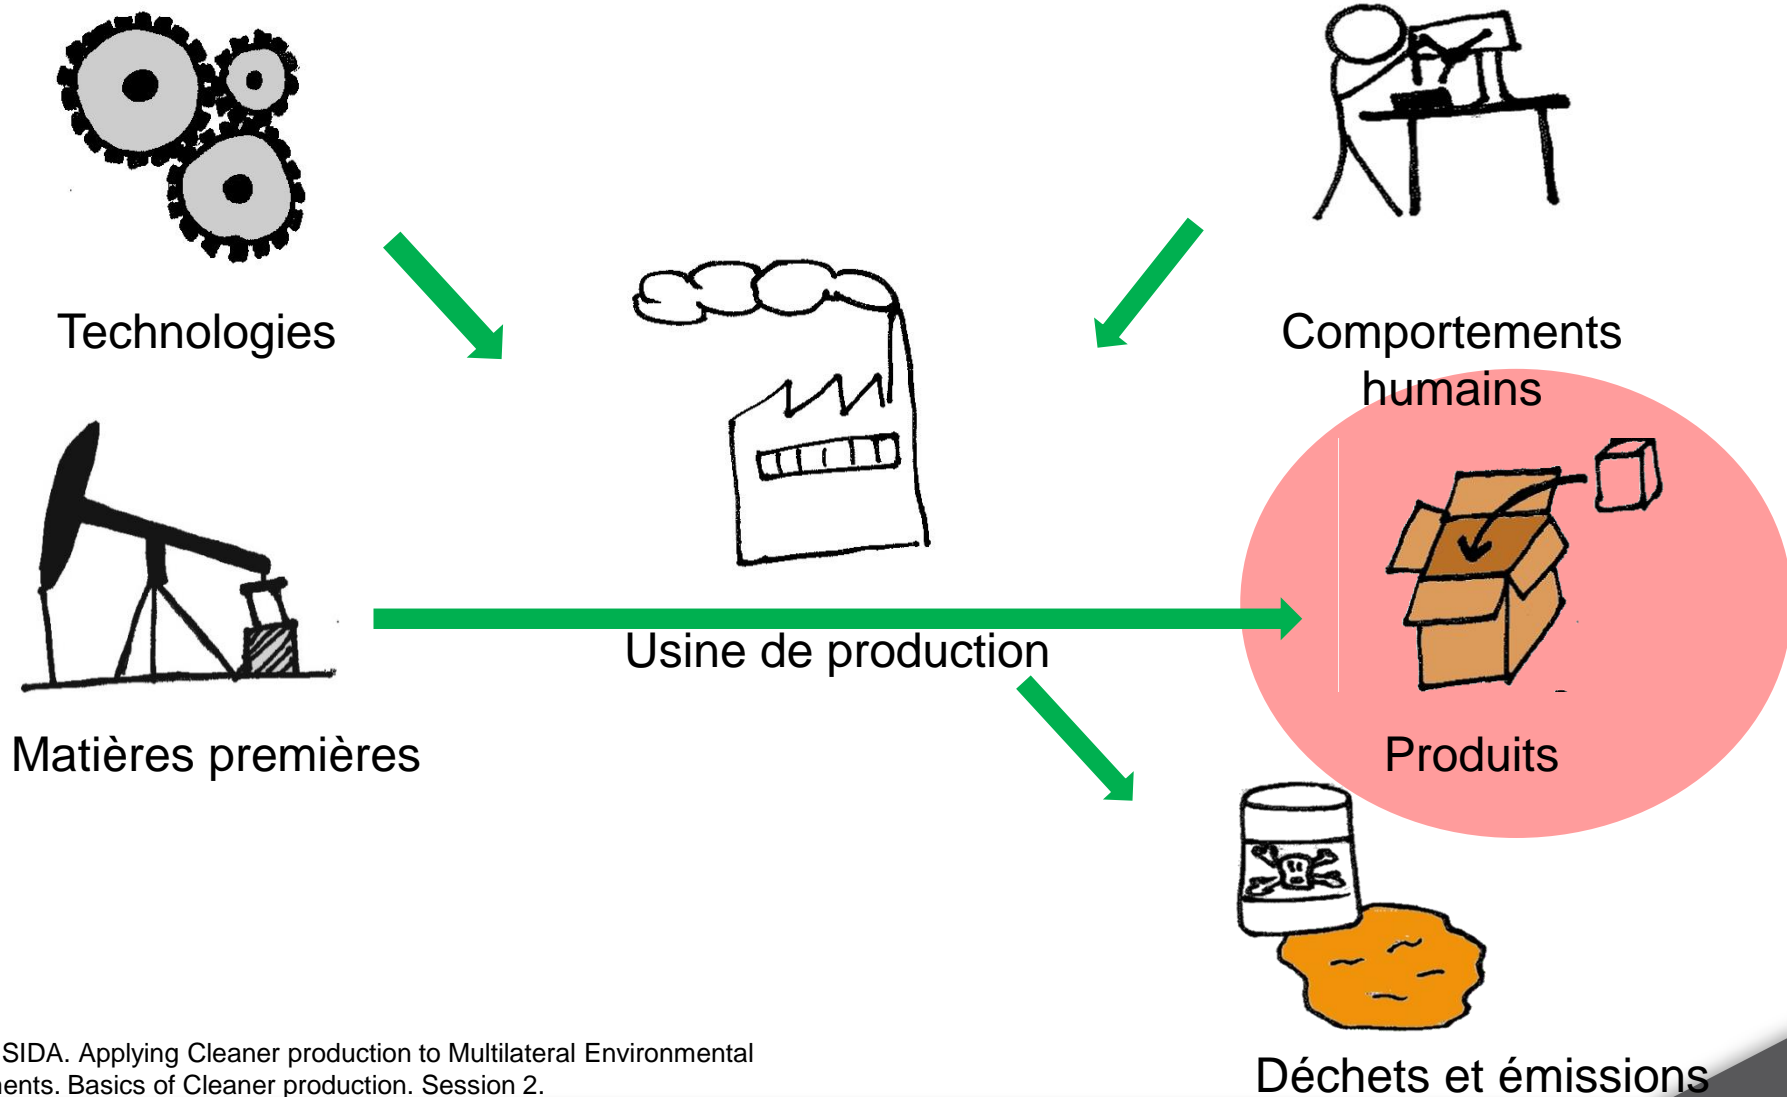 Technologies
Comportements
humains
Usine de production
Matières premières
Produits
SIDA. Applying Cleaner production to Multilateral Environmental
Basics of Cleaner production. Session 2.
Déchets et émissions